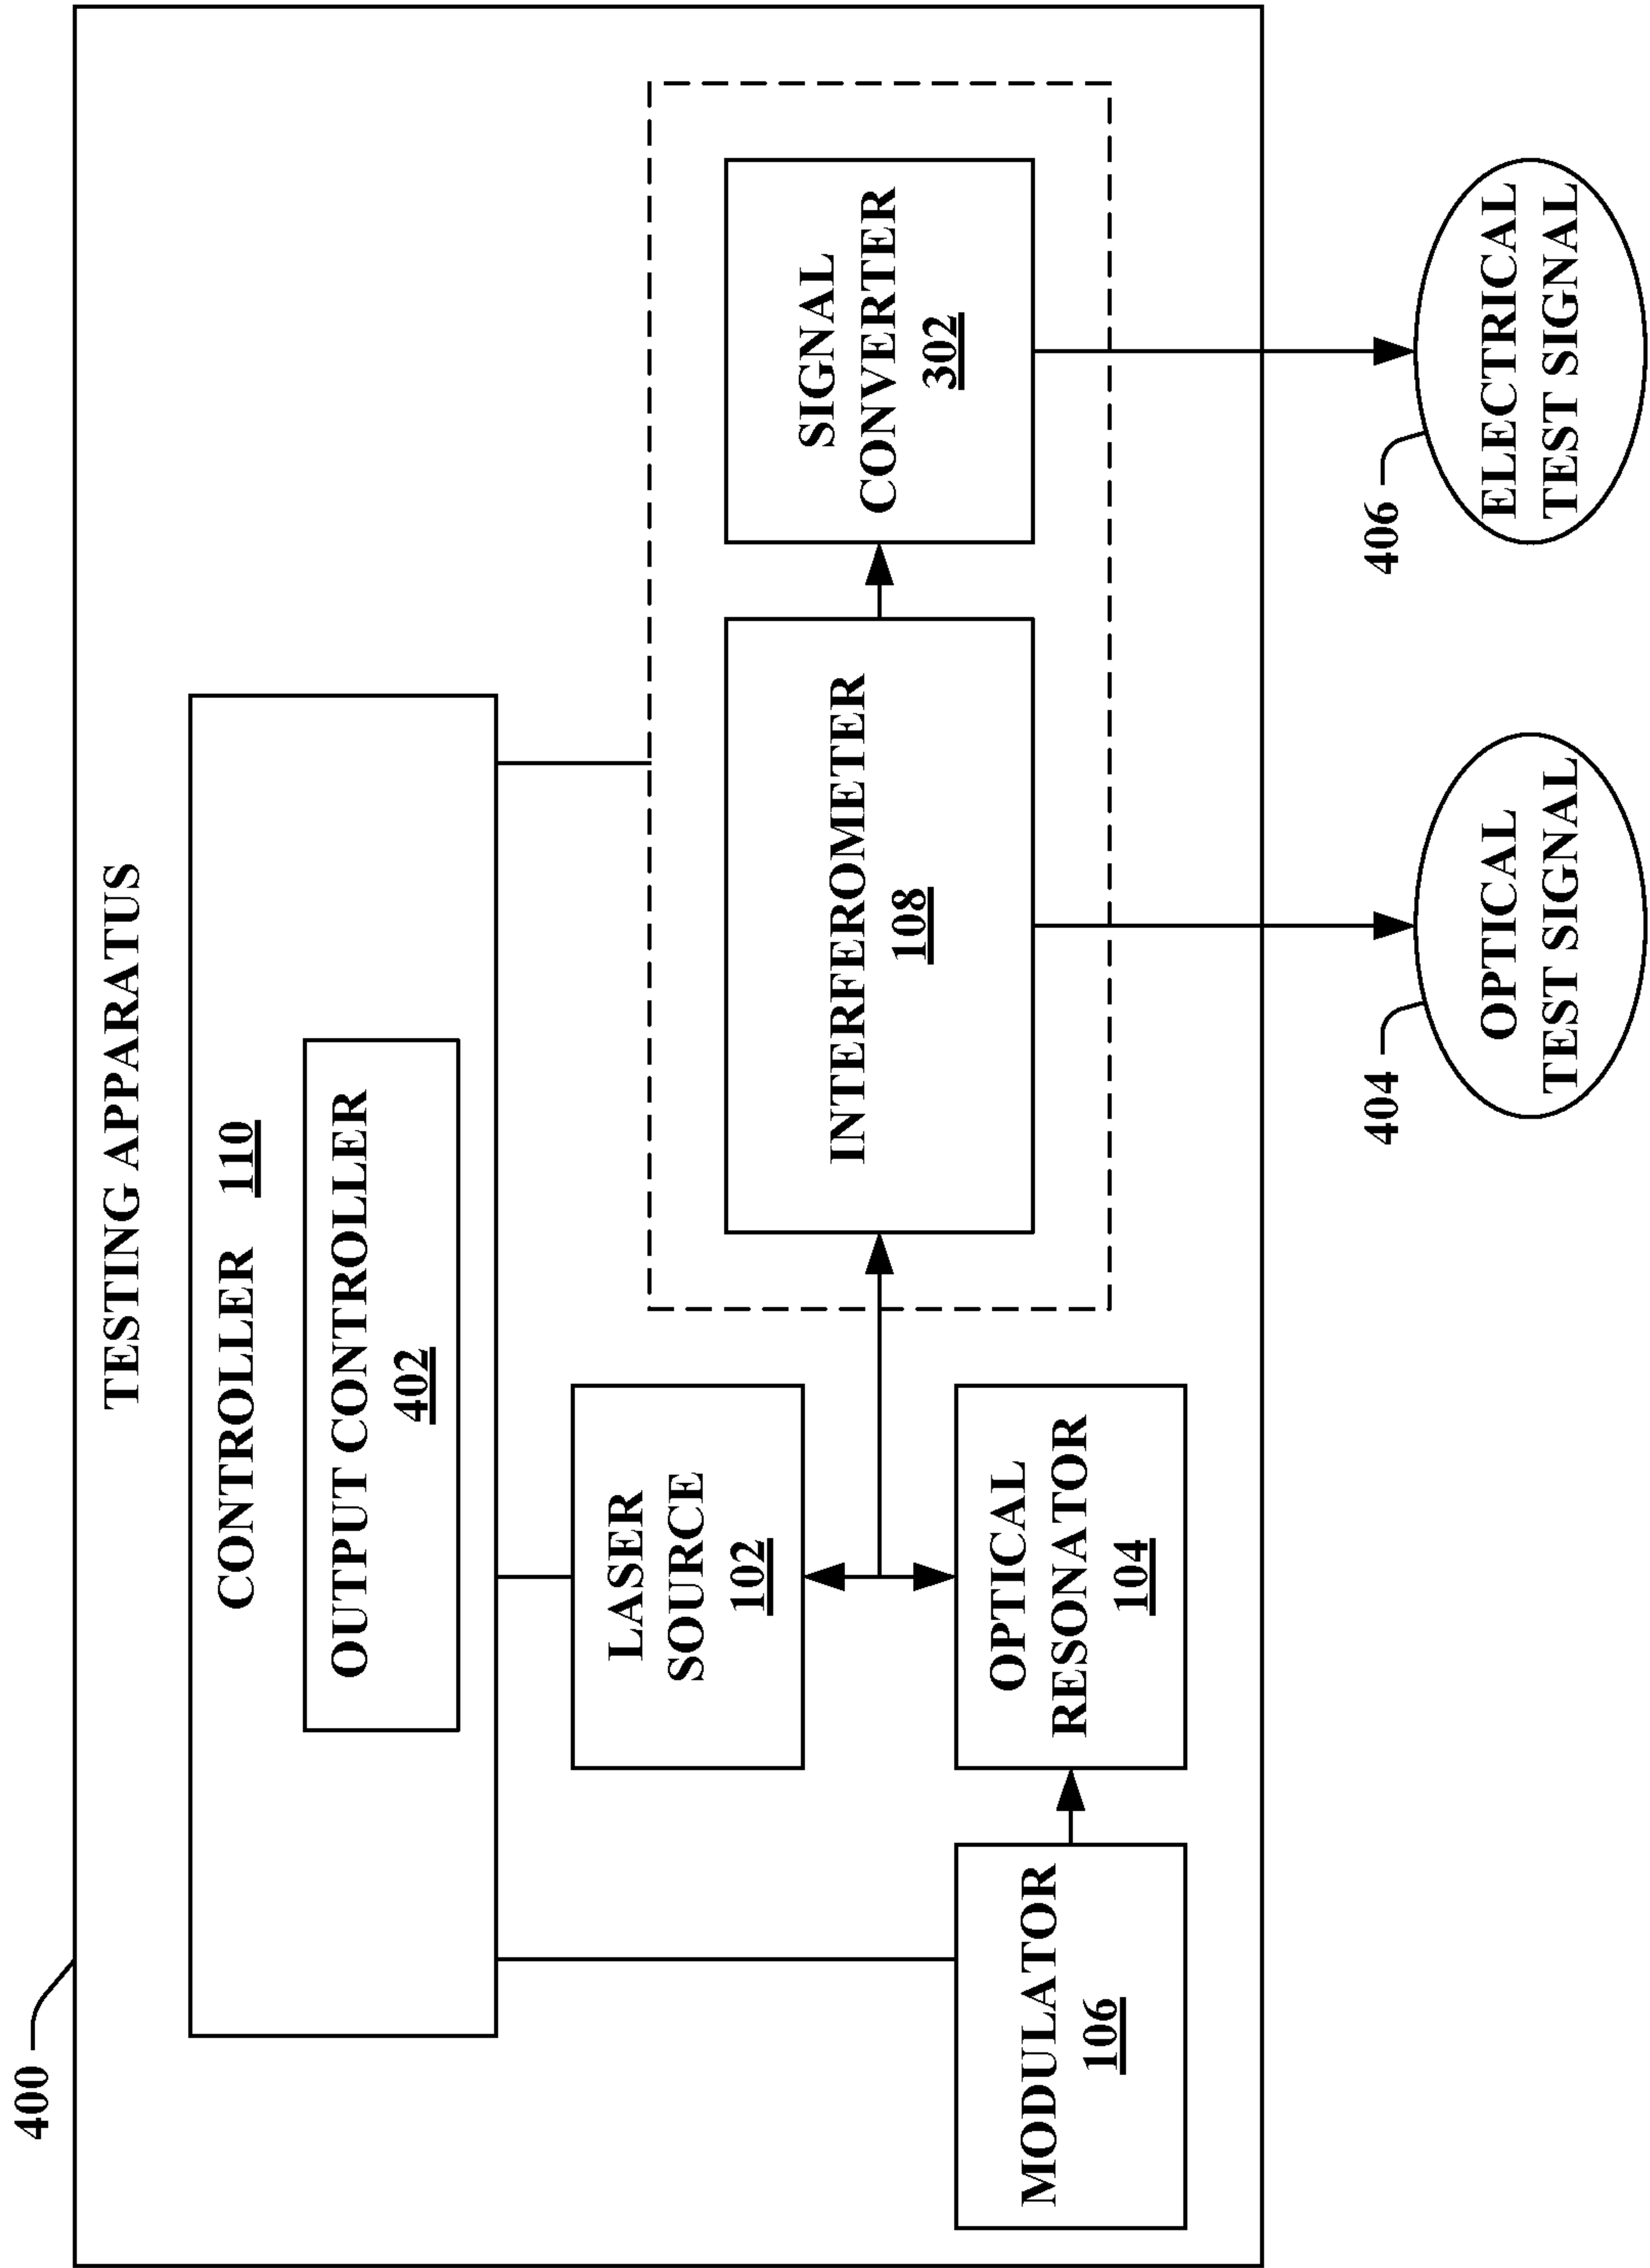 400
TESTING APPARATUS
CONTROLLER 110
OUTPUT CONTROLLER
402
LASER
SOURCE
102
INTERFEROMETER
108
SIGNAL
CONVERTER
302
MODULATOR
106
OPTICAL
RESONATOR
104
404
OPTICAL
TEST SIGNAL
406
ELECTRICAL
TEST SIGNAL